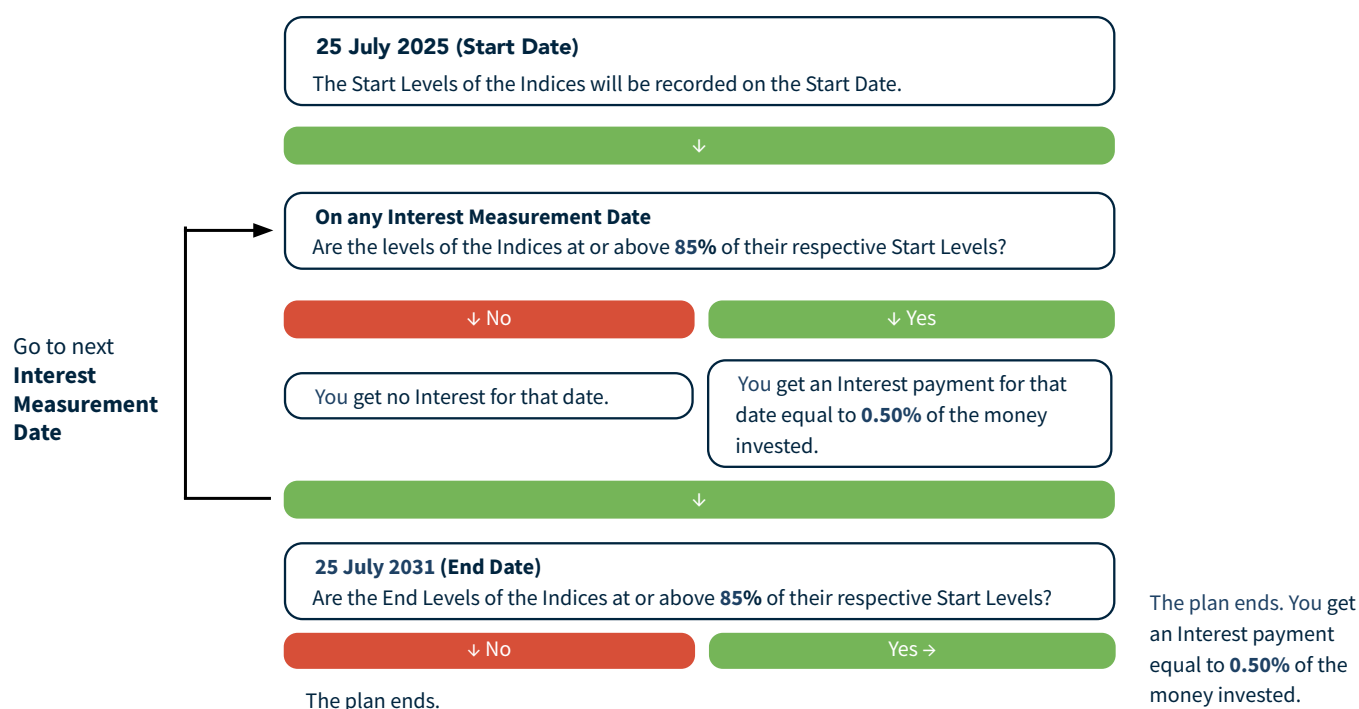 25 July 2025 (Start Date)
The Start Levels of the Indices will be recorded on the Start Date.
↓
On any Interest Measurement Date
Are the levels of the Indices at or above 85% of their respective Start Levels?
↓ No
↓ Yes
Go to next
Interest
Measurement
Date
You get no Interest for that date.
You get an Interest payment for that
date equal to 0.50% of the money
invested.
↓
25 July 2031 (End Date)
Are the End Levels of the Indices at or above 85% of their respective Start Levels?
↓ No
Yes →
The plan ends. You get
an Interest payment
equal to 0.50% of the
money invested.
The plan ends.